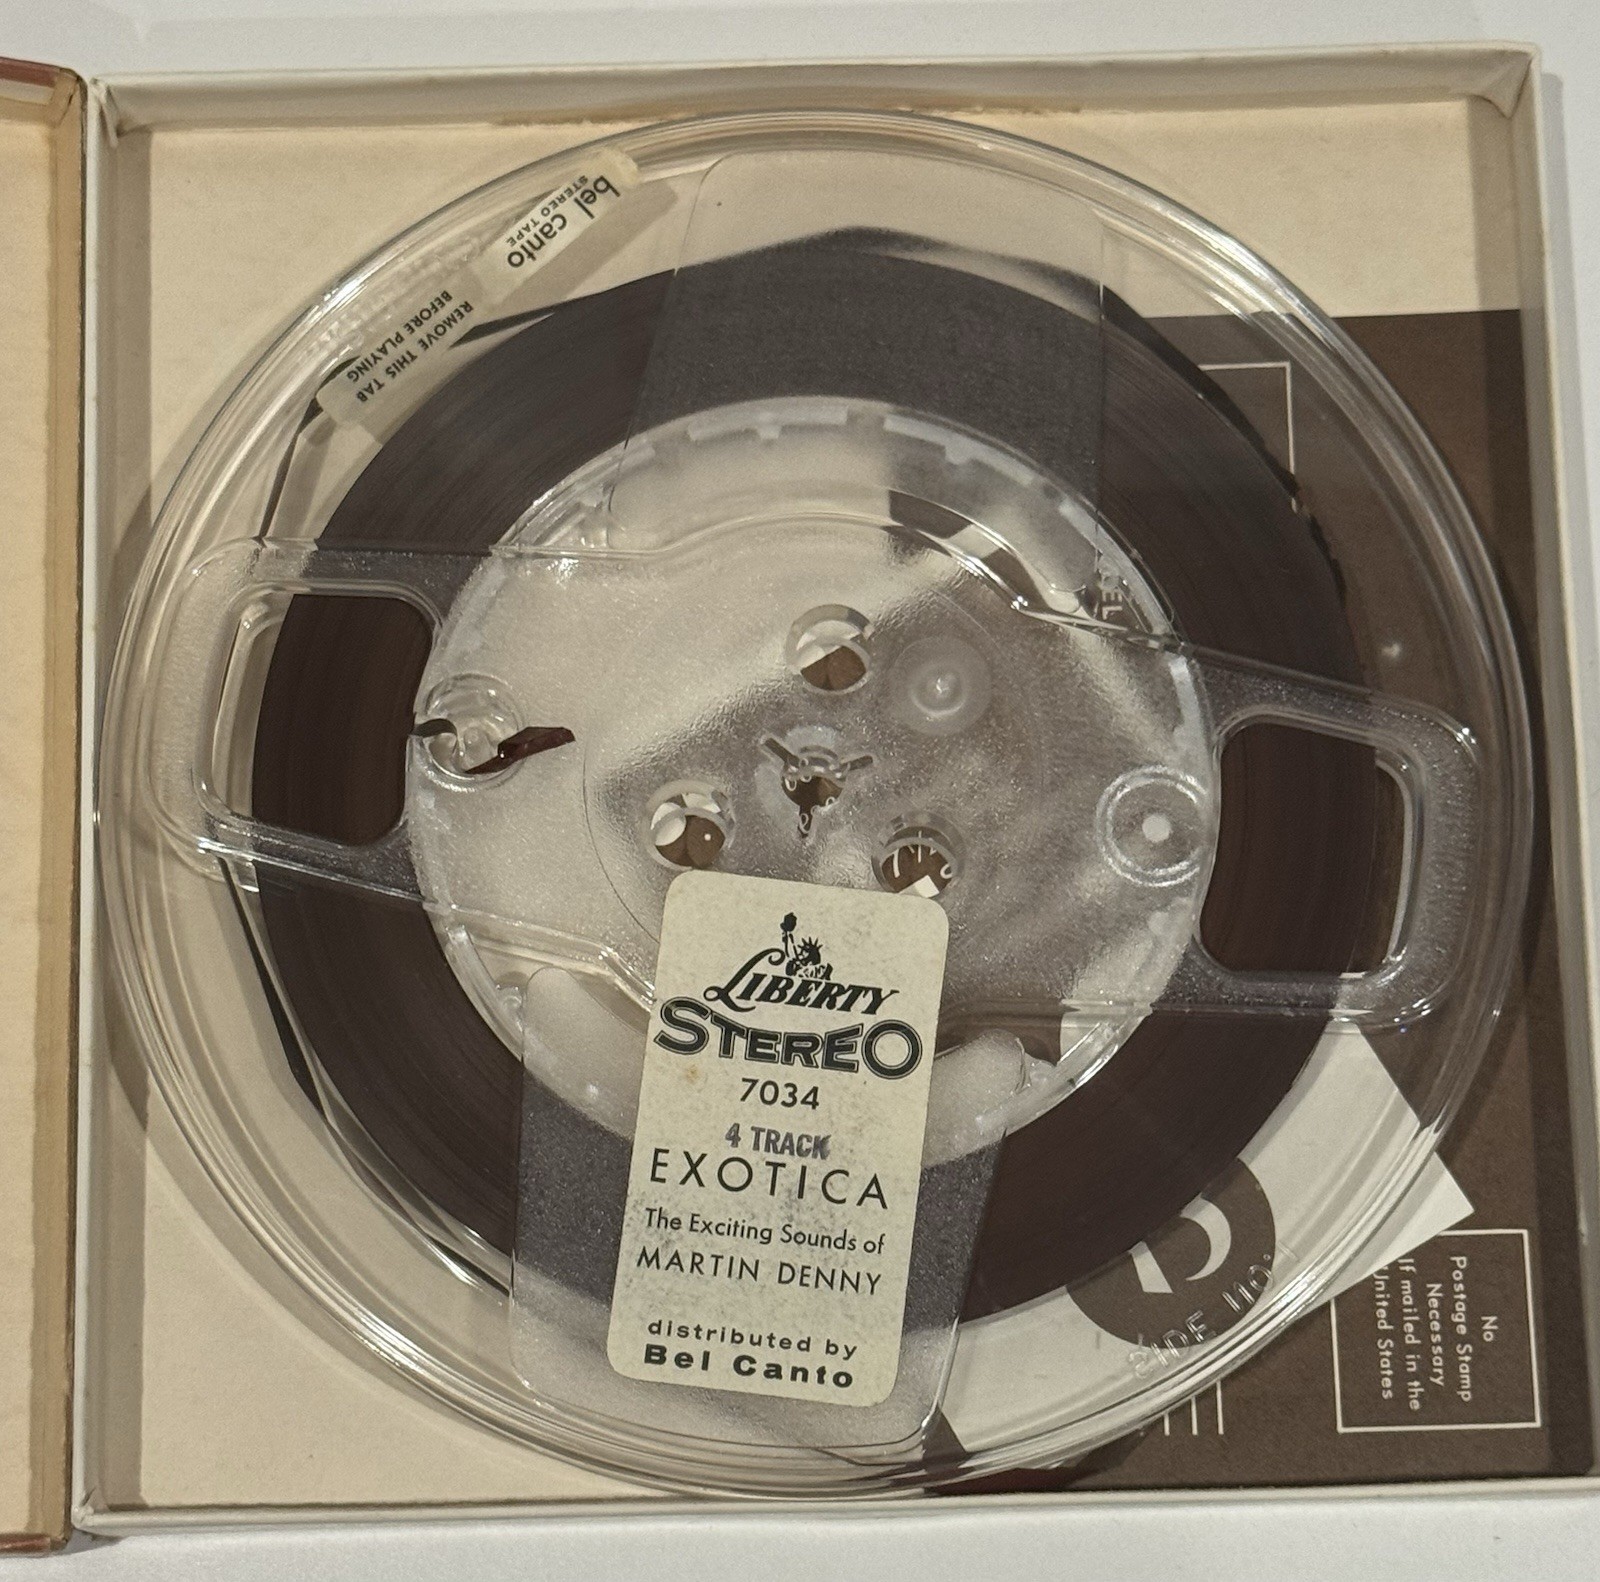 bel canto
STEREO TAPE
REMOVE THIS TAB
BEFORE PLAYING
LIBERTY
STEREO
7034
4 TRACK
EXOTICA
The Exciting Sounds of
MARTIN DENNY
distributed by
Bel Canto
No
Postage Stamp
Necessary
If mailed in the
United States